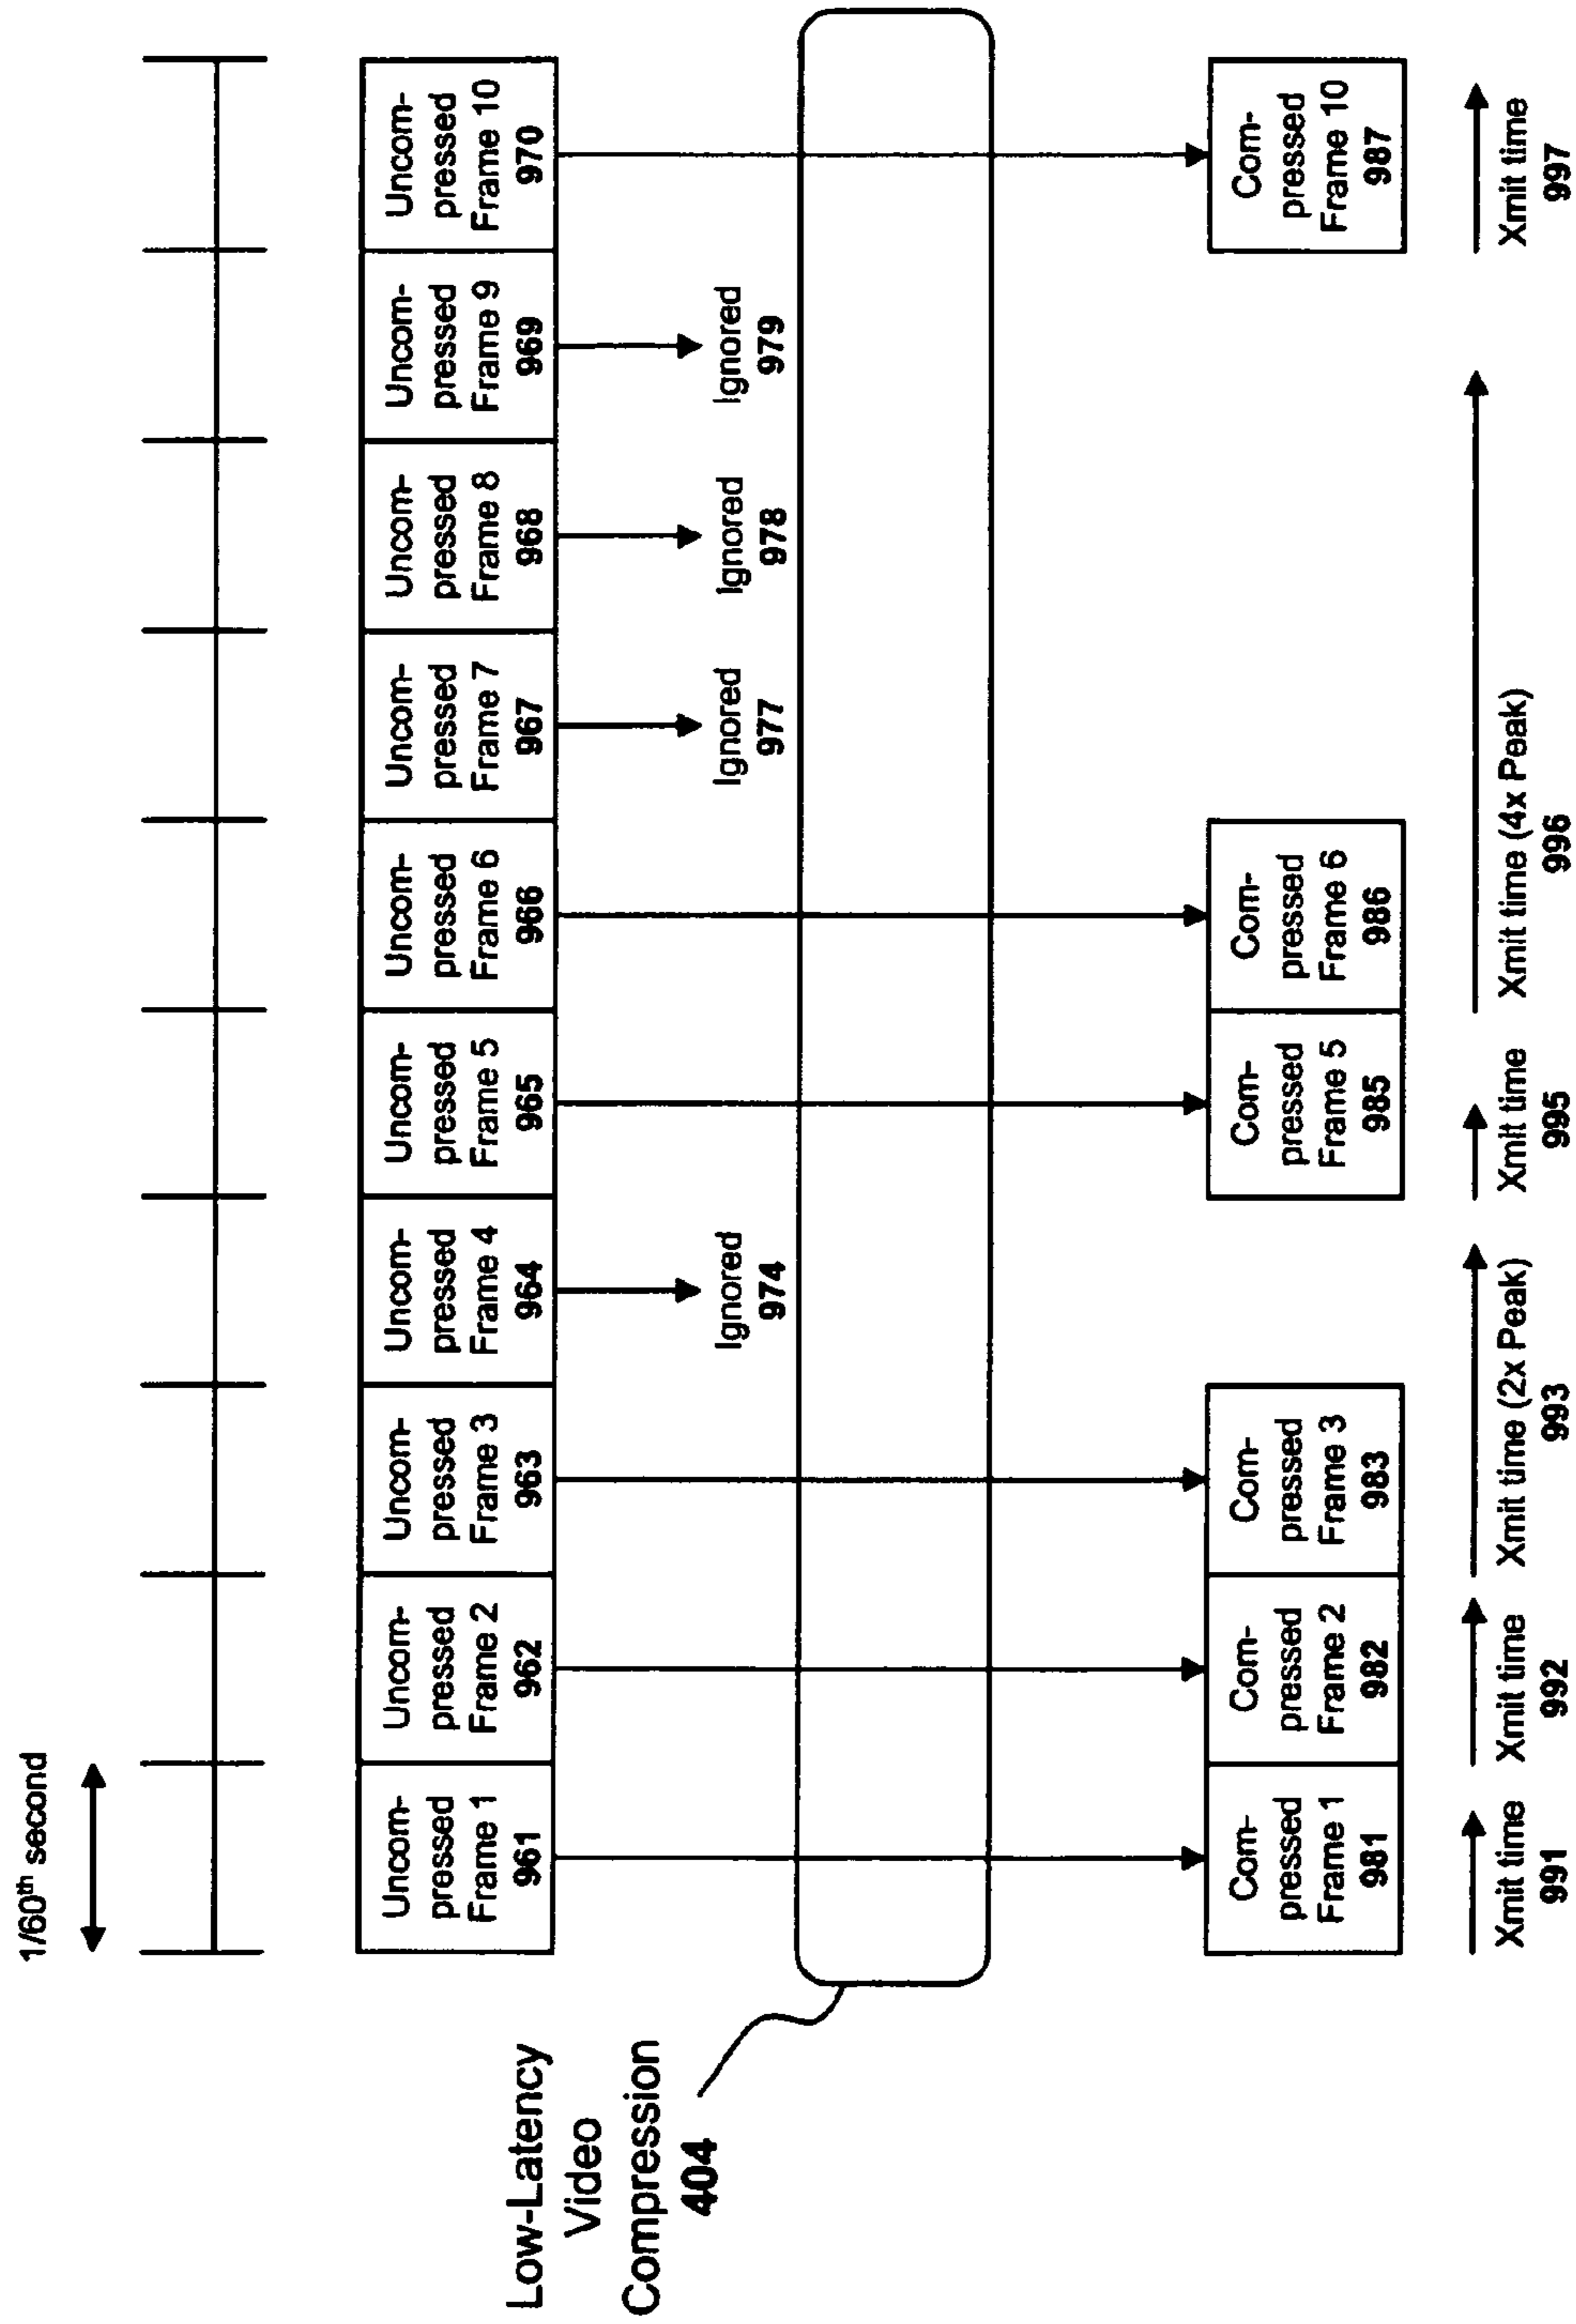 1/60th second
Uncom-
pressed
Frame 1
961
Uncom-
pressed
Frame 2
962
Uncom-
pressed
Frame 3
963
Uncom-
pressed
Frame 4
964
Uncom-
pressed
Frame 5
965
Uncom-
pressed
Frame 6
966
Uncom-
pressed
Frame 7
967
Uncom-
pressed
Frame 8
968
Uncom-
pressed
Frame 9
969
Uncom-
pressed
Frame 10
970
Ignored
974
Ignored
977
Ignored
978
Ignored
979
Low-Latency
Video
Compression
404
Com-
pressed
Frame 1
981
Com-
pressed
Frame 2
982
Com-
pressed
Frame 3
983
Com-
pressed
Frame 5
985
Com-
pressed
Frame 6
986
Com-
pressed
Frame 10
987
Xmit time
991
Xmit time
992
Xmit time (2x Peak)
993
Xmit time
995
Xmit time (4x Peak)
996
Xmit time
997